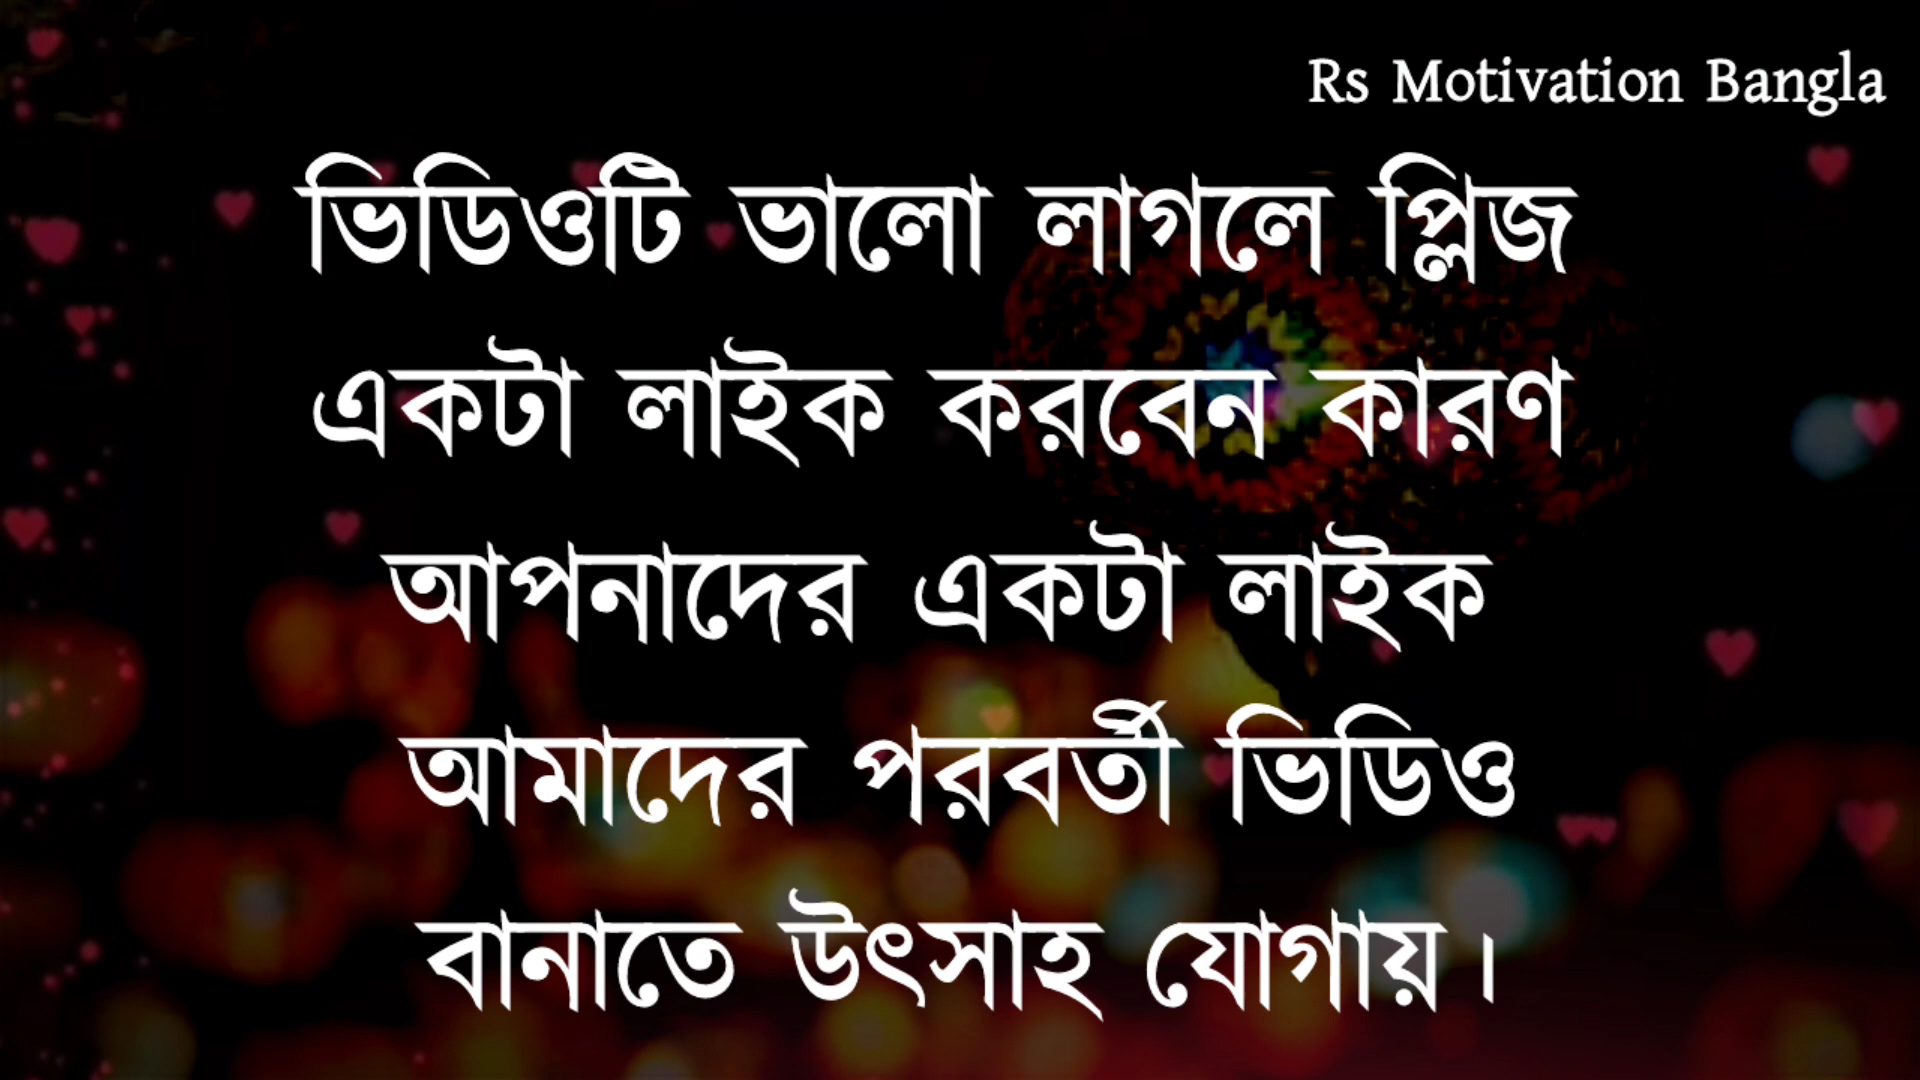 Rs Motivation Bangla
ভিডিওটি ভালো লাগলে প্লিজ
একটা লাইক করবেন কারণ
আপনাদের একটা লাইক
আমাদের পরবর্তী ভিডিও
বানাতে উৎসাহ যোগায়।